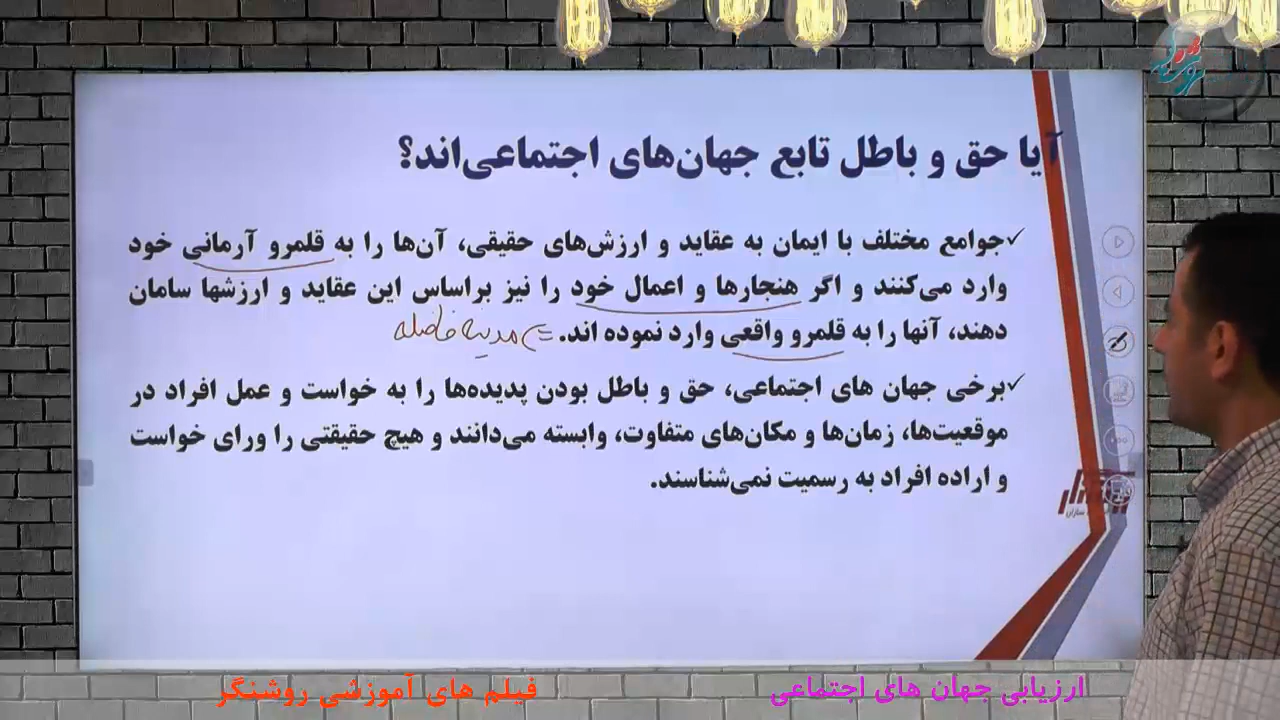 آیا حق و باطل تابع جهان‌های اجتماعی‌اند؟
✓جوامع مختلف با ایمان به عقاید و ارزش‌های حقیقی، آن‌ها را به قلمرو آرمانی خود
وارد می‌کنند و اگر هنجارها و اعمال خود را نیز براساس این عقاید و ارزشها سامان
دهند، آنها را به قلمرو واقعی وارد نموده اند. مدینه فاضله
✓برخی جهان های اجتماعی، حق و باطل بودن پدیده‌ها را به خواست و عمل افراد در
موقعیت‌ها، زمان‌ها و مکان‌های متفاوت، وابسته می‌دانند و هیچ حقیقتی را ورای خواست
و اراده افراد به رسمیت نمی‌شناسند.
ارزیابی جهان های اجتماعی
فیلم های آموزشی روشنگر